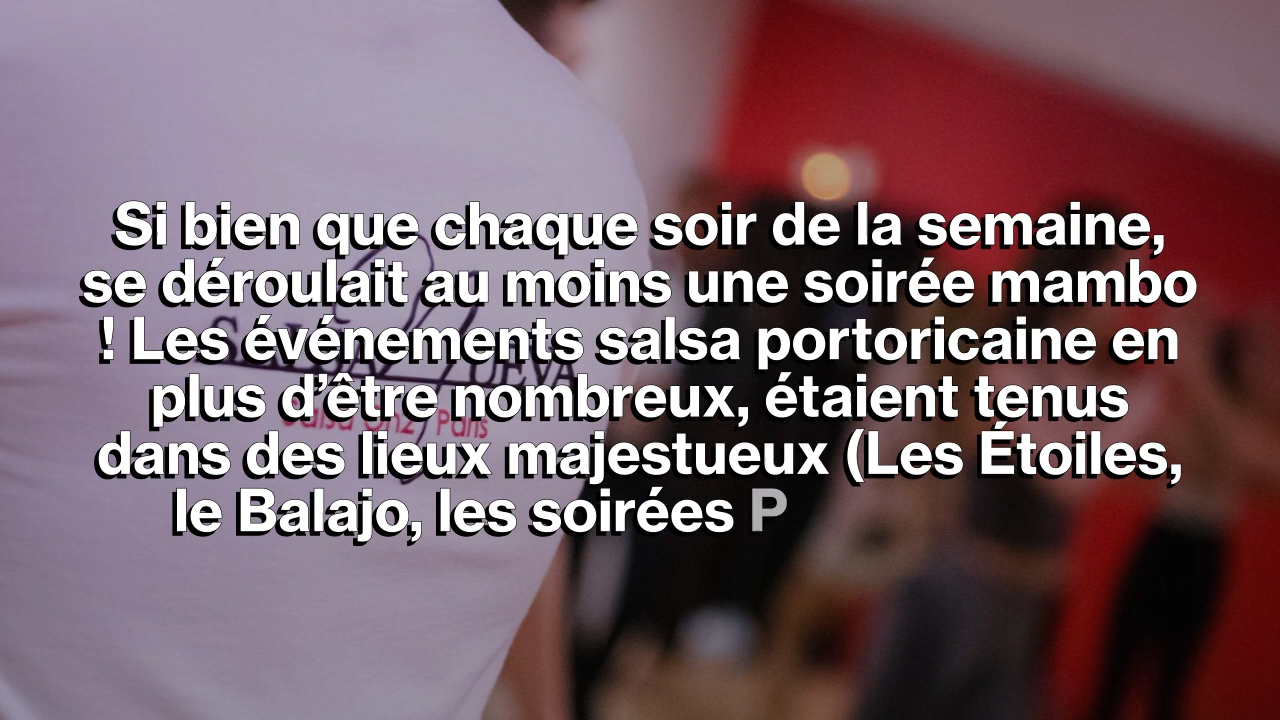 Si bien que chaque soir de la semaine,
se déroulait au moins une soirée mambo
! Les événements salsa portoricaine en
plus d’être nombreux, étaient tenus
dans des lieux majestueux (Les Étoiles,
le Balajo, les soirées P
Paris